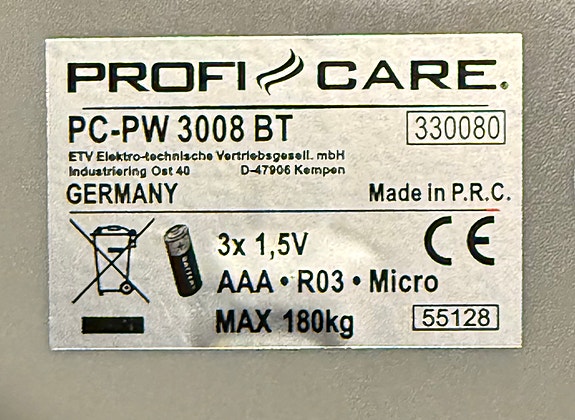 PROFI CARE®
PC-PW 3008 BT 330080
ETV Elektro-technische Vertriebsgesell. mbH
Industriering Ost 40 D-47906 Kempen
GERMANY Made in P.R.C.
3x 1,5V CE
AAA • R03 • Micro
MAX 180kg 55128